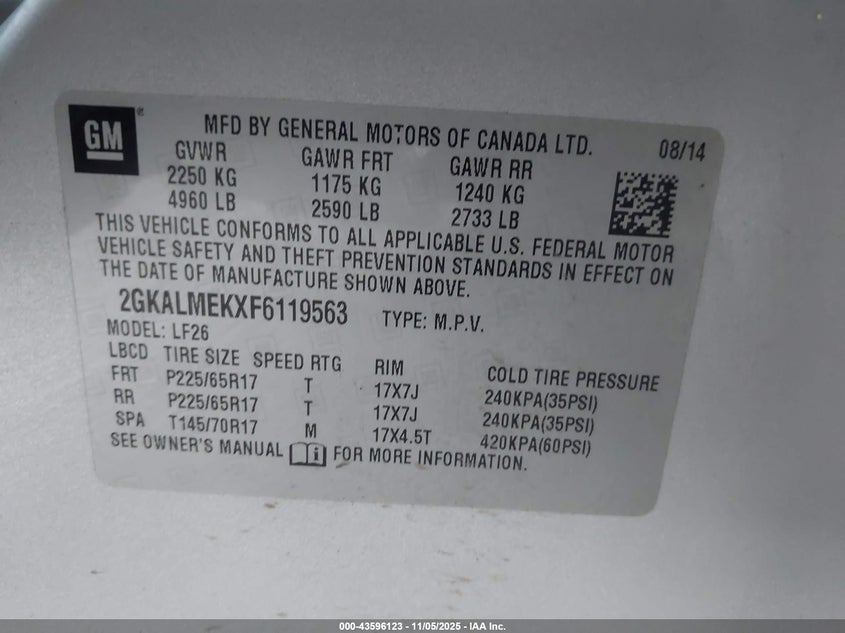 GM ®
MFD BY GENERAL MOTORS OF CANADA LTD. 08/14
GVWR GAWR FRT GAWR RR
2250 KG 1175 KG 1240 KG
4960 LB 2590 LB 2733 LB
THIS VEHICLE CONFORMS TO ALL APPLICABLE U.S. FEDERAL MOTOR
VEHICLE SAFETY AND THEFT PREVENTION STANDARDS IN EFFECT ON
THE DATE OF MANUFACTURE SHOWN ABOVE.
2GKALMEKXF6119563 TYPE: M.P.V.
MODEL: LF26
LBCD TIRE SIZE SPEED RTG RIM COLD TIRE PRESSURE
FRT P225/65R17 T 17X7J 240KPA(35PSI)
RR P225/65R17 T 17X7J 240KPA(35PSI)
SPA T145/70R17 M 17X4.5T 420KPA(60PSI)
SEE OWNER'S MANUAL i FOR MORE INFORMATION.
000-43596123 — 11/05/2025 — IAA Inc.